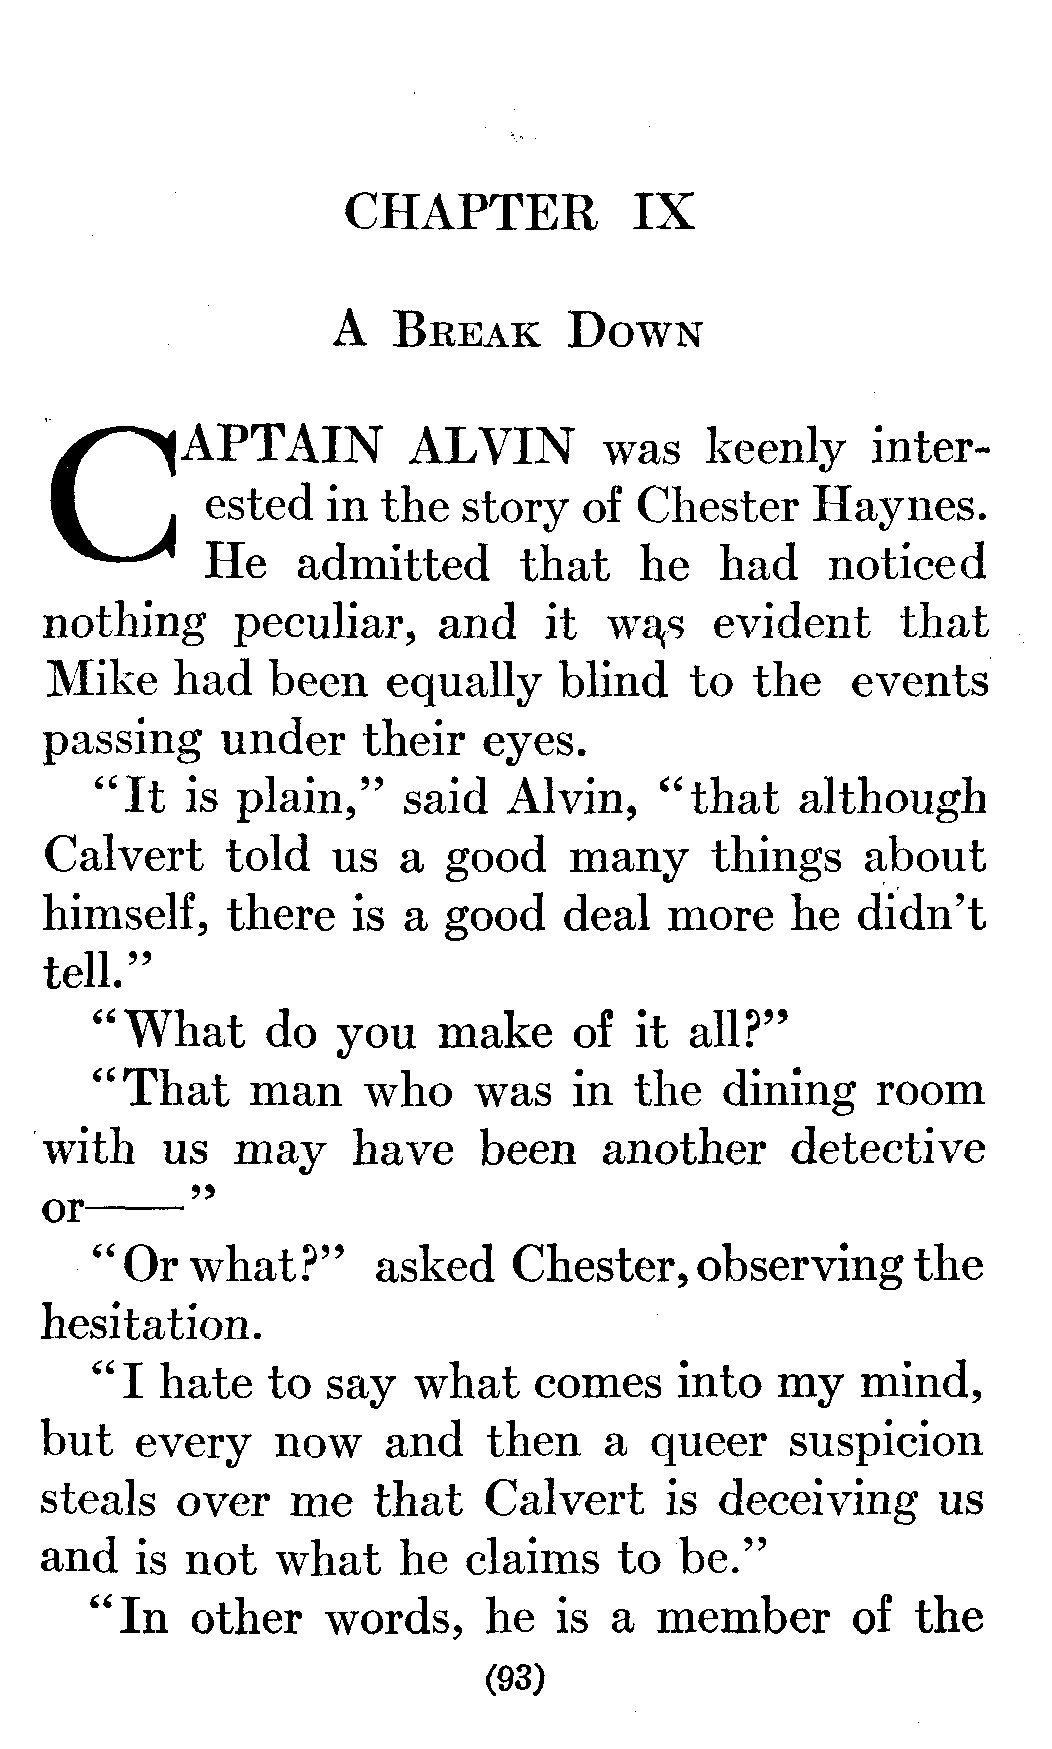 CHAPTER IX
A BREAK DOWN
CAPTAIN ALVIN was keenly inter-
ested in the story of Chester Haynes.
He admitted that he had noticed
nothing peculiar, and it was evident that
Mike had been equally blind to the events
passing under their eyes.
"It is plain," said Alvin, "that although
Calvert told us a good many things about
himself, there is a good deal more he didn't
tell."
"What do you make of it all?"
"That man who was in the dining room
with us may have been another detective
or——"
"Or what?" asked Chester, observing the
hesitation.
"I hate to say what comes into my mind,
but every now and then a queer suspicion
steals over me that Calvert is deceiving us
and is not what he claims to be."
"In other words, he is a member of the
(93)